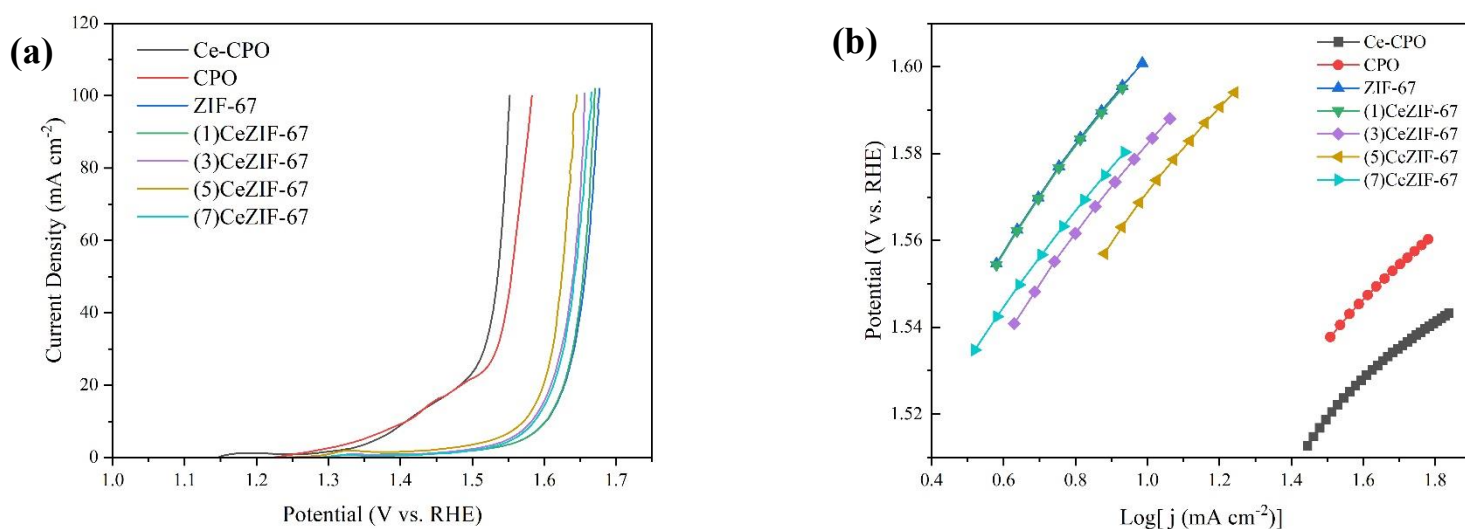 (a)
120
100
80
60
40
20
0
Current Density (mA cm⁻²)
Ce-CPO
CPO
ZIF-67
(1)CeZIF-67
(3)CeZIF-67
(5)CeZIF-67
(7)CeZIF-67
1.0 1.1 1.2 1.3 1.4 1.5 1.6 1.7
Potential (V vs. RHE)
(b)
1.60
1.58
1.56
1.54
1.52
Potential (V vs. RHE)
Ce-CPO
CPO
ZIF-67
(1)CeZIF-67
(3)CeZIF-67
(5)CeZIF-67
(7)CeZIF-67
0.4 0.6 0.8 1.0 1.2 1.4 1.6 1.8
Log[ j (mA cm⁻²)]